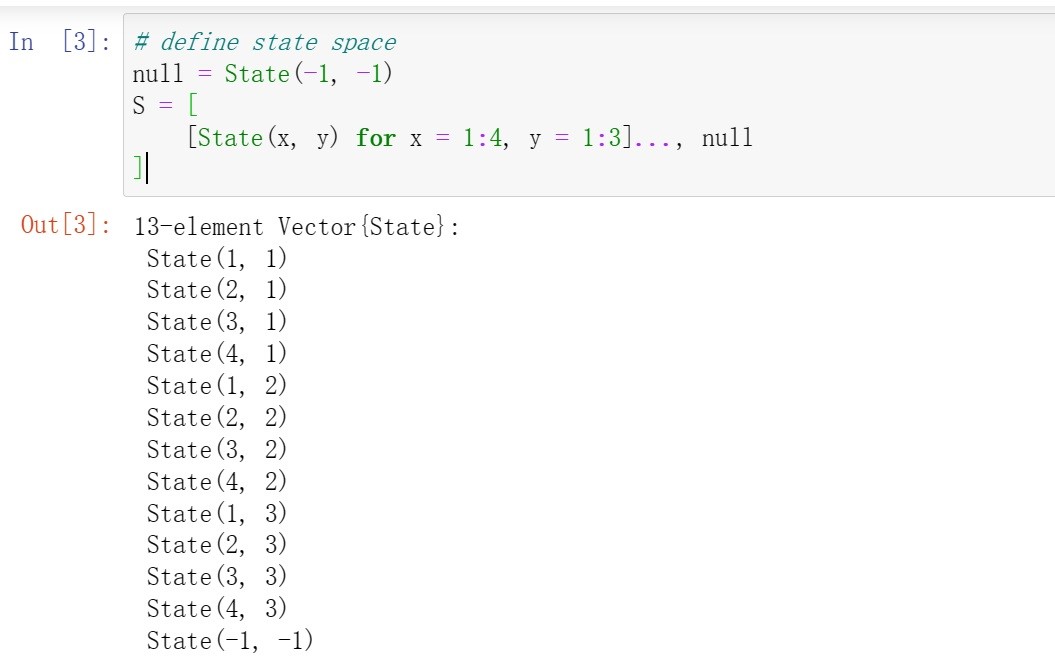 In [3]: # define state space
null = State(-1, -1)
S = [
    [State(x, y) for x = 1:4, y = 1:3]..., null
]
Out[3]: 13-element Vector{State}:
 State(1, 1)
 State(2, 1)
 State(3, 1)
 State(4, 1)
 State(1, 2)
 State(2, 2)
 State(3, 2)
 State(4, 2)
 State(1, 3)
 State(2, 3)
 State(3, 3)
 State(4, 3)
 State(-1, -1)